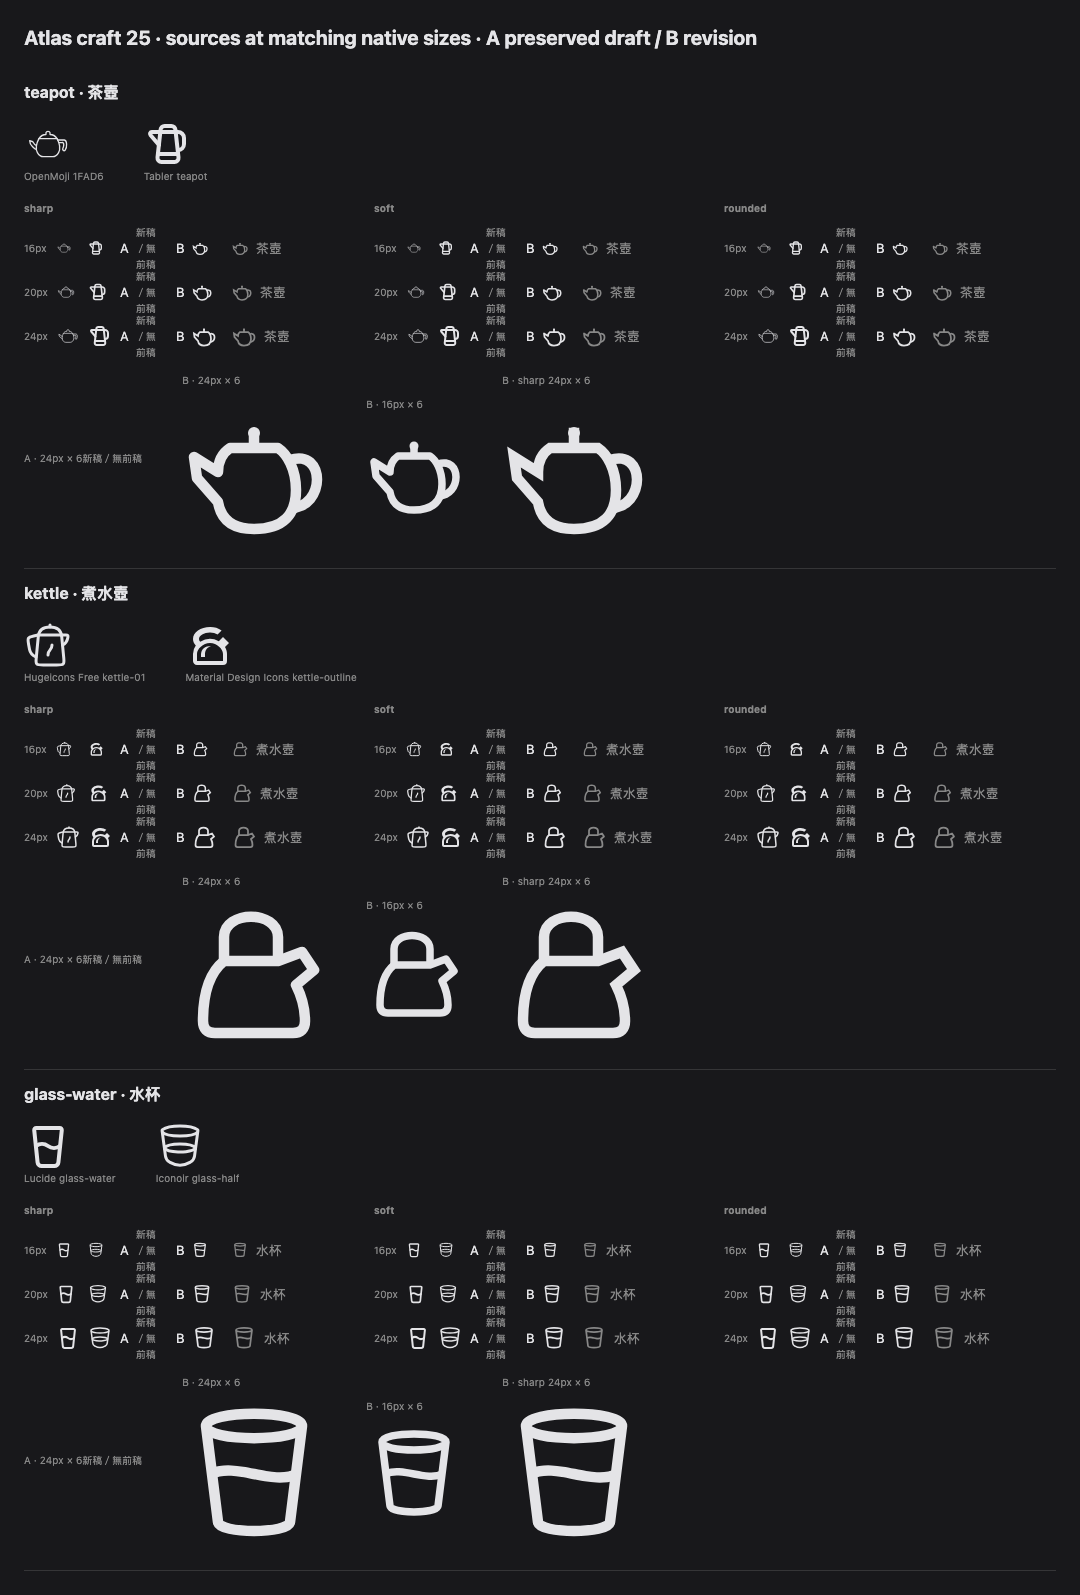 Atlas craft 25 · sources at matching native sizes · A preserved draft / B revision
teapot · 茶壺
OpenMoji 1FAD6
Tabler teapot
sharp
soft
rounded
16px A 新稿 / 無前稿 B 茶壺
16px A 新稿 / 無前稿 B 茶壺
16px A 新稿 / 無前稿 B 茶壺
20px A 新稿 / 無前稿 B 茶壺
20px A 新稿 / 無前稿 B 茶壺
20px A 新稿 / 無前稿 B 茶壺
24px A 新稿 / 無前稿 B 茶壺
24px A 新稿 / 無前稿 B 茶壺
24px A 新稿 / 無前稿 B 茶壺
A · 24px × 6新稿 / 無前稿
B · 24px × 6
B · 16px × 6
B · sharp 24px × 6
kettle · 煮水壺
Hugeicons Free kettle-01
Material Design Icons kettle-outline
sharp
soft
rounded
16px A 新稿 / 無前稿 B 煮水壺
16px A 新稿 / 無前稿 B 煮水壺
16px A 新稿 / 無前稿 B 煮水壺
20px A 新稿 / 無前稿 B 煮水壺
20px A 新稿 / 無前稿 B 煮水壺
20px A 新稿 / 無前稿 B 煮水壺
24px A 新稿 / 無前稿 B 煮水壺
24px A 新稿 / 無前稿 B 煮水壺
24px A 新稿 / 無前稿 B 煮水壺
A · 24px × 6新稿 / 無前稿
B · 24px × 6
B · 16px × 6
B · sharp 24px × 6
glass-water · 水杯
Lucide glass-water
Iconoir glass-half
sharp
soft
rounded
16px A 新稿 / 無前稿 B 水杯
16px A 新稿 / 無前稿 B 水杯
16px A 新稿 / 無前稿 B 水杯
20px A 新稿 / 無前稿 B 水杯
20px A 新稿 / 無前稿 B 水杯
20px A 新稿 / 無前稿 B 水杯
24px A 新稿 / 無前稿 B 水杯
24px A 新稿 / 無前稿 B 水杯
24px A 新稿 / 無前稿 B 水杯
A · 24px × 6新稿 / 無前稿
B · 24px × 6
B · 16px × 6
B · sharp 24px × 6